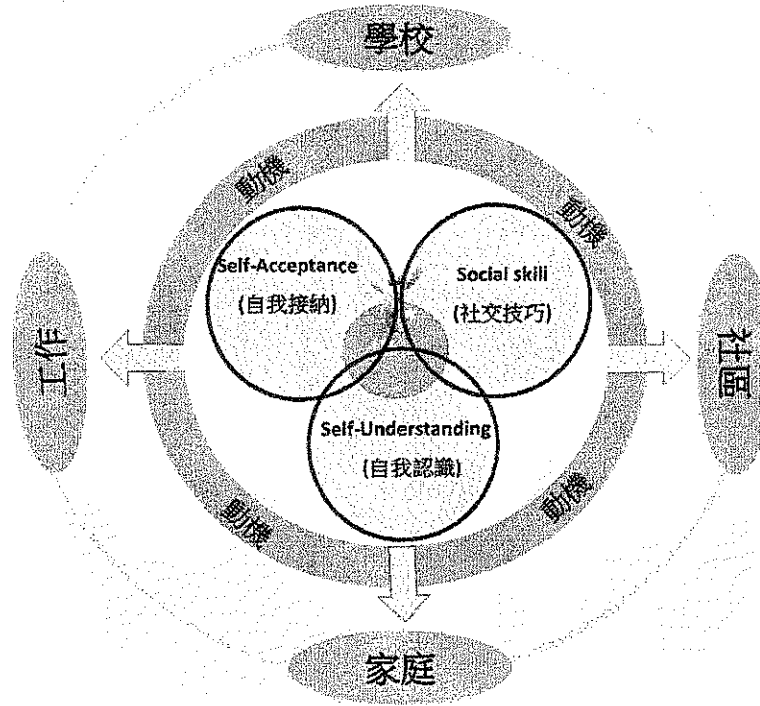 學校
動機
動機
Self-Acceptance
(自我接納)
Social skill
(社交技巧)
工作
社區
Self-Understanding
(自我認識)
動機
動機
家庭